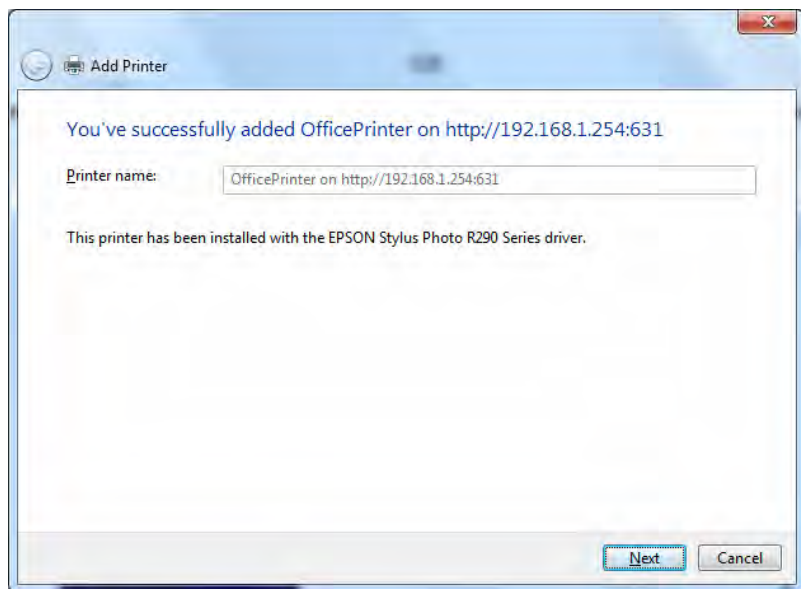 Add Printer
You've successfully added OfficePrinter on http://192.168.1.254:631
Printer name:
OfficePrinter on http://192.168.1.254:631
This printer has been installed with the EPSON Stylus Photo R290 Series driver.
Next
Cancel